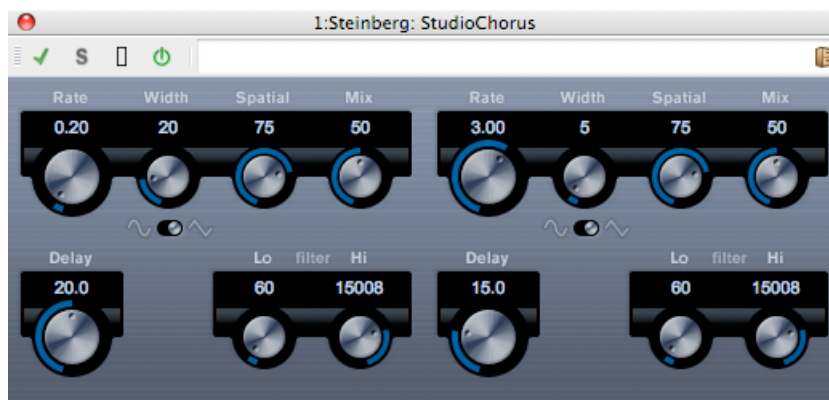 1:Steinberg: StudioChorus
S
Rate Width Spatial Mix Rate Width Spatial Mix
0.20 20 75 50 3.00 5 75 50
Delay Lo filter Hi Delay Lo filter Hi
20.0 60 15008 15.0 60 15008